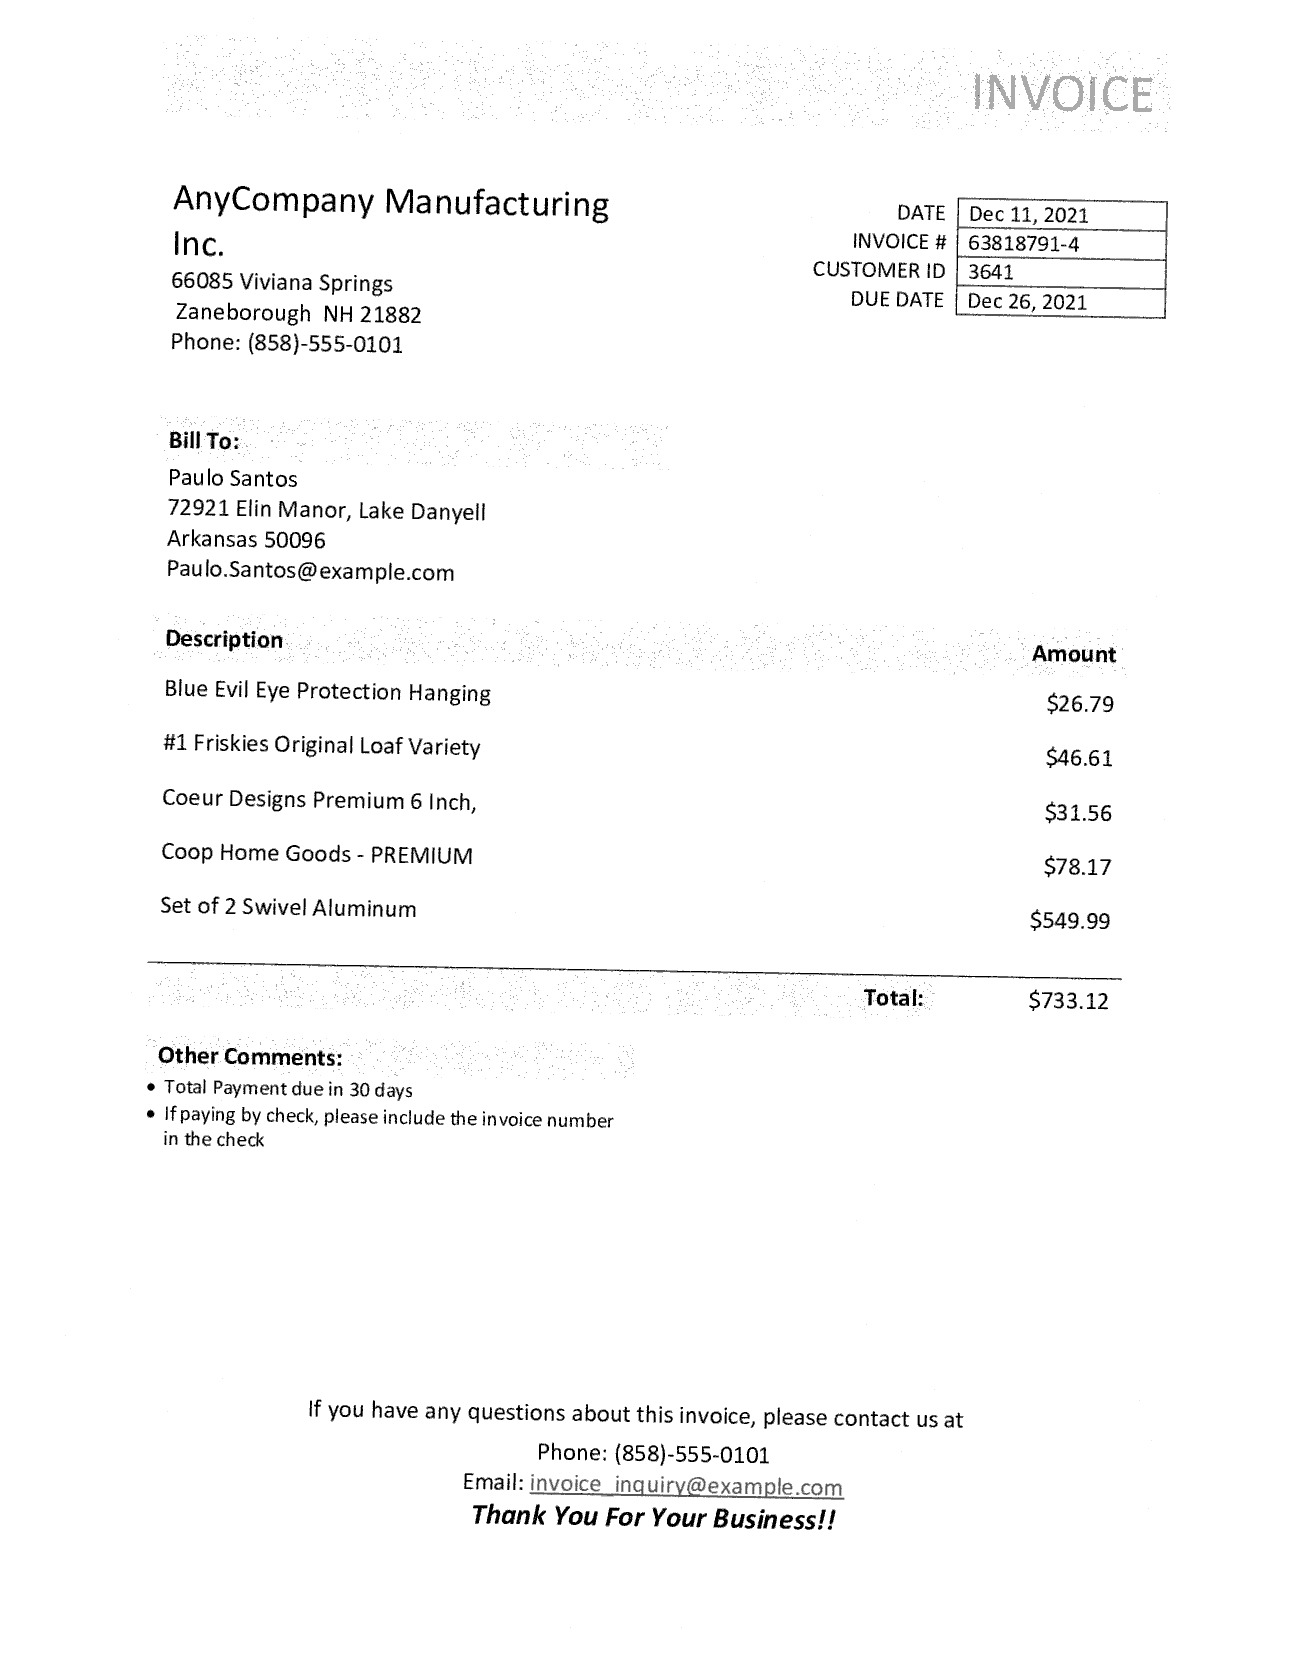 INVOICE
AnyCompany Manufacturing
Inc.
66085 Viviana Springs
Zaneborough NH 21882
Phone: (858)-555-0101
DATE Dec 11, 2021
INVOICE # 63818791-4
CUSTOMER ID 3641
DUE DATE Dec 26, 2021
Bill To:
Paulo Santos
72921 Elin Manor, Lake Danyell
Arkansas 50096
Paulo.Santos@example.com
Description Amount
Blue Evil Eye Protection Hanging $26.79
#1 Friskies Original Loaf Variety $46.61
Coeur Designs Premium 6 Inch, $31.56
Coop Home Goods - PREMIUM $78.17
Set of 2 Swivel Aluminum $549.99
Total: $733.12
Other Comments:
• Total Payment due in 30 days
• If paying by check, please include the invoice number
in the check
If you have any questions about this invoice, please contact us at
Phone: (858)-555-0101
Email: invoice_inquiry@example.com
Thank You For Your Business!!